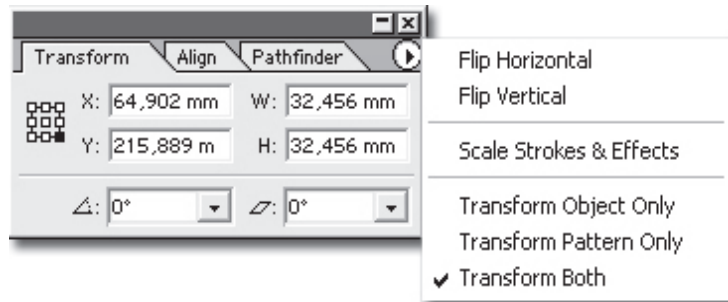 Transform Align Pathfinder
X: 64,902 mm W: 32,456 mm
Y: 215,889 m H: 32,456 mm
0° 0°
Flip Horizontal
Flip Vertical
Scale Strokes & Effects
Transform Object Only
Transform Pattern Only
Transform Both